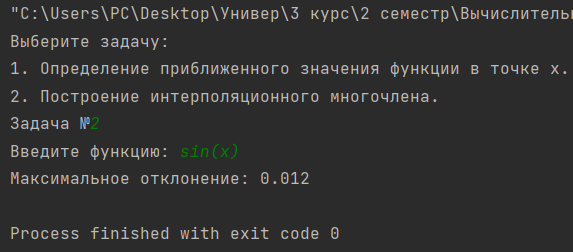 "C:\Users\PC\Desktop\Универ\3 курс\2 семестр\Вычислительн
Выберите задачу:
1. Определение приближенного значения функции в точке x.
2. Построение интерполяционного многочлена.
Задача №2
Введите функцию: sin(x)
Максимальное отклонение: 0.012
Process finished with exit code 0